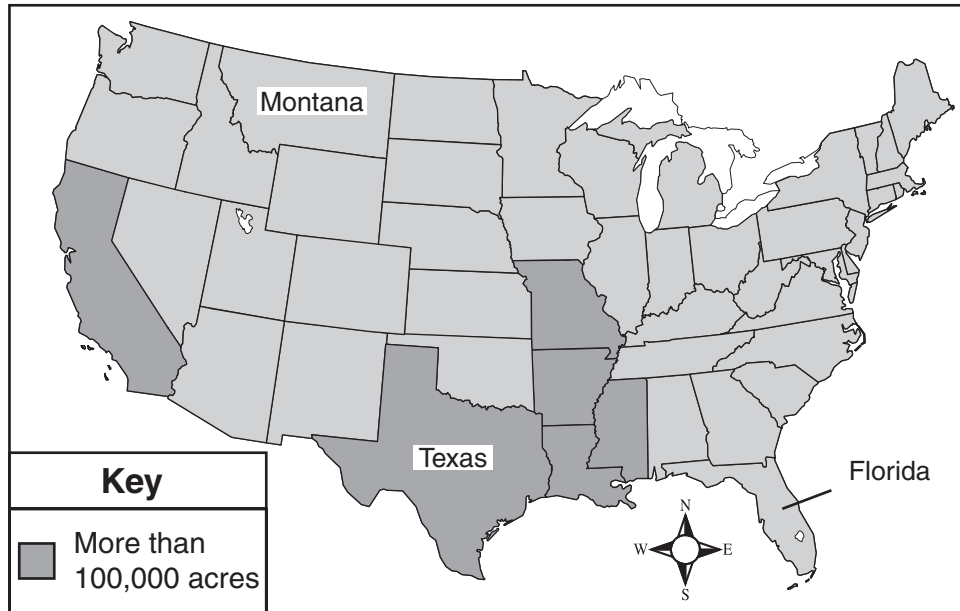 Montana
Texas
Florida
Key
More than
100,000 acres
N
W
E
S